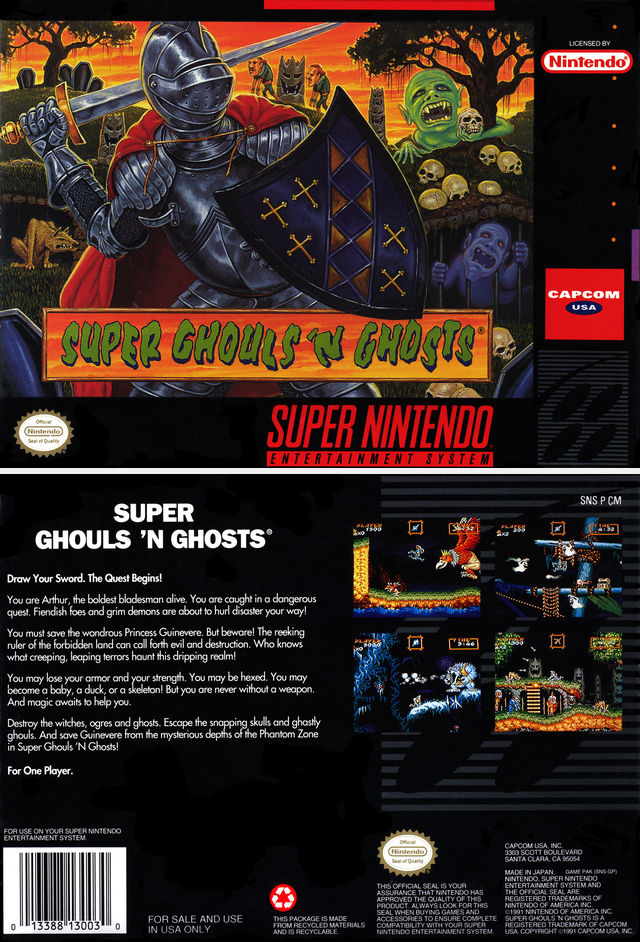 LICENSED BY
Nintendo®
CAPCOM
USA
SUPER GHOULS 'N GHOSTS®
Official
Nintendo
Seal of Quality
SUPER NINTENDO
ENTERTAINMENT SYSTEM
SNS P CM
SUPER
GHOULS 'N GHOSTS®
Draw Your Sword. The Quest Begins!
You are Arthur, the boldest bladesman alive. You are caught in a dangerous
quest. Fiendish foes and grim demons are about to hurl disaster your way!
You must save the wondrous Princess Guinevere. But beware! The reeking
ruler of the forbidden land can call forth evil and destruction. Who knows
what creeping, leaping terrors haunt this dripping realm!
You may lose your armor and your strength. You may be hexed. You may
become a baby, a duck, or a skeleton! But you are never without a weapon.
And magic awaits to help you.
Destroy the witches, ogres and ghosts. Escape the snapping skulls and ghastly
ghouls. And save Guinevere from the mysterious depths of the Phantom Zone
in Super Ghouls 'N Ghosts!
For One Player.
FOR USE ON YOUR SUPER NINTENDO
ENTERTAINMENT SYSTEM.
0 13388 13003 0
FOR SALE AND USE
IN USA ONLY.
THIS PACKAGE IS MADE
FROM RECYCLED MATERIALS
AND IS RECYCLABLE.
Official
Nintendo
Seal of Quality
THIS OFFICIAL SEAL IS YOUR
ASSURANCE THAT NINTENDO HAS
APPROVED THE QUALITY OF THIS
PRODUCT. ALWAYS LOOK FOR THIS
SEAL WHEN BUYING GAMES AND
ACCESSORIES TO ENSURE COMPLETE
COMPATIBILITY WITH YOUR SUPER
NINTENDO ENTERTAINMENT SYSTEM.
CAPCOM USA, INC.
3303 SCOTT BOULEVARD
SANTA CLARA, CA 95054
MADE IN JAPAN. GAME PAK (SNS-GP)
NINTENDO, SUPER NINTENDO
ENTERTAINMENT SYSTEM AND
THE OFFICIAL SEAL ARE
REGISTERED TRADEMARKS OF
NINTENDO OF AMERICA INC.
©1991 NINTENDO OF AMERICA INC.
SUPER GHOULS 'N GHOSTS IS A
REGISTERED TRADEMARK OF CAPCOM
USA. COPYRIGHT ©1991 CAPCOM USA, INC.